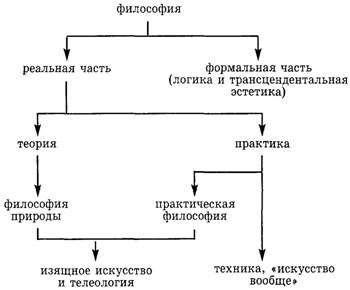 философия
реальная часть
формальная часть
(логика и трансцендентальная
эстетика)
теория
практика
философия
природы
практическая
философия
изящное искусство
и телеология
техника, «искусство
вообще»